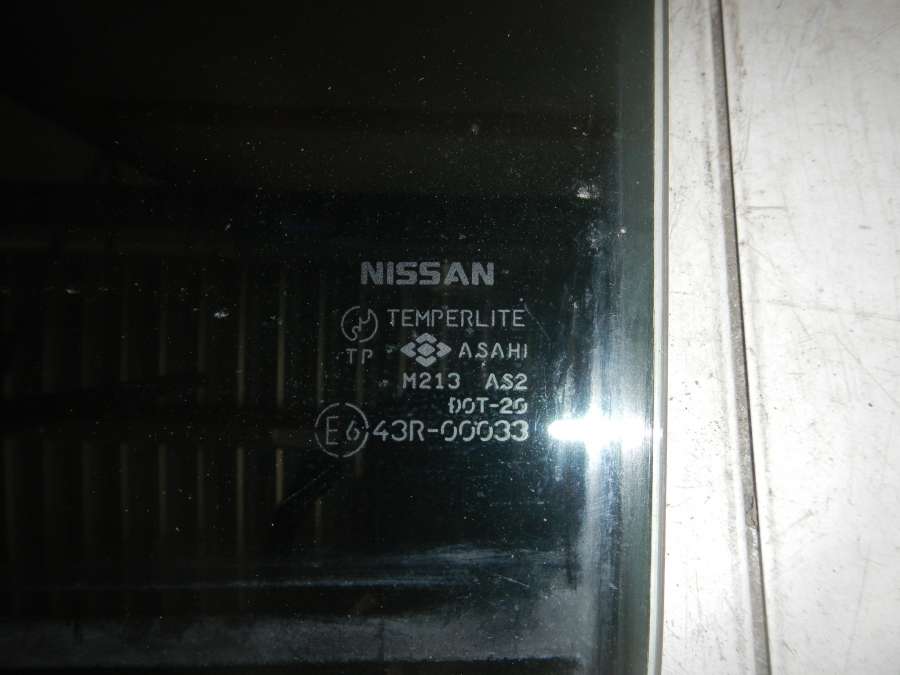 NISSAN
TEMPERLITE
TP ASAHI
M213 AS2
DOT-20
E6 43R-00033